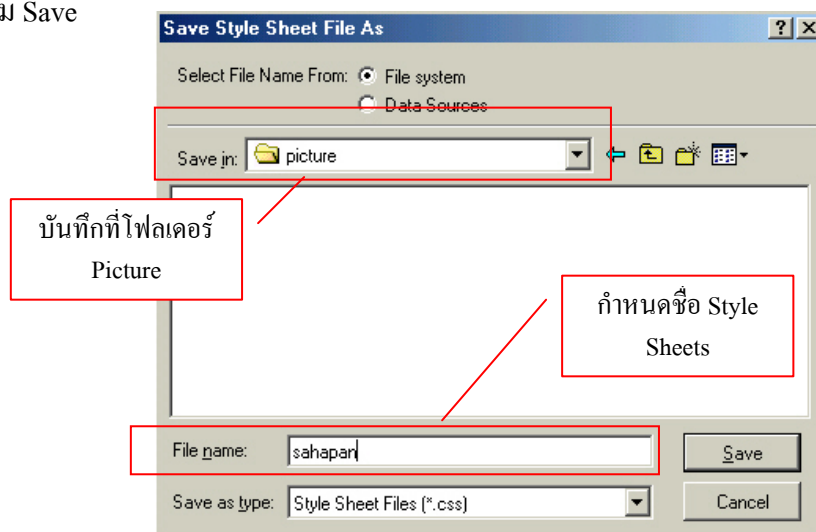 ม Save
Save Style Sheet File As
Select File Name From: File system
Data Sources
Save in: picture
บันทึกที่โฟลเดอร์
Picture
กำหนดชื่อ Style
Sheets
File name: sahapan
Save
Save as type: Style Sheet Files (*.css)
Cancel